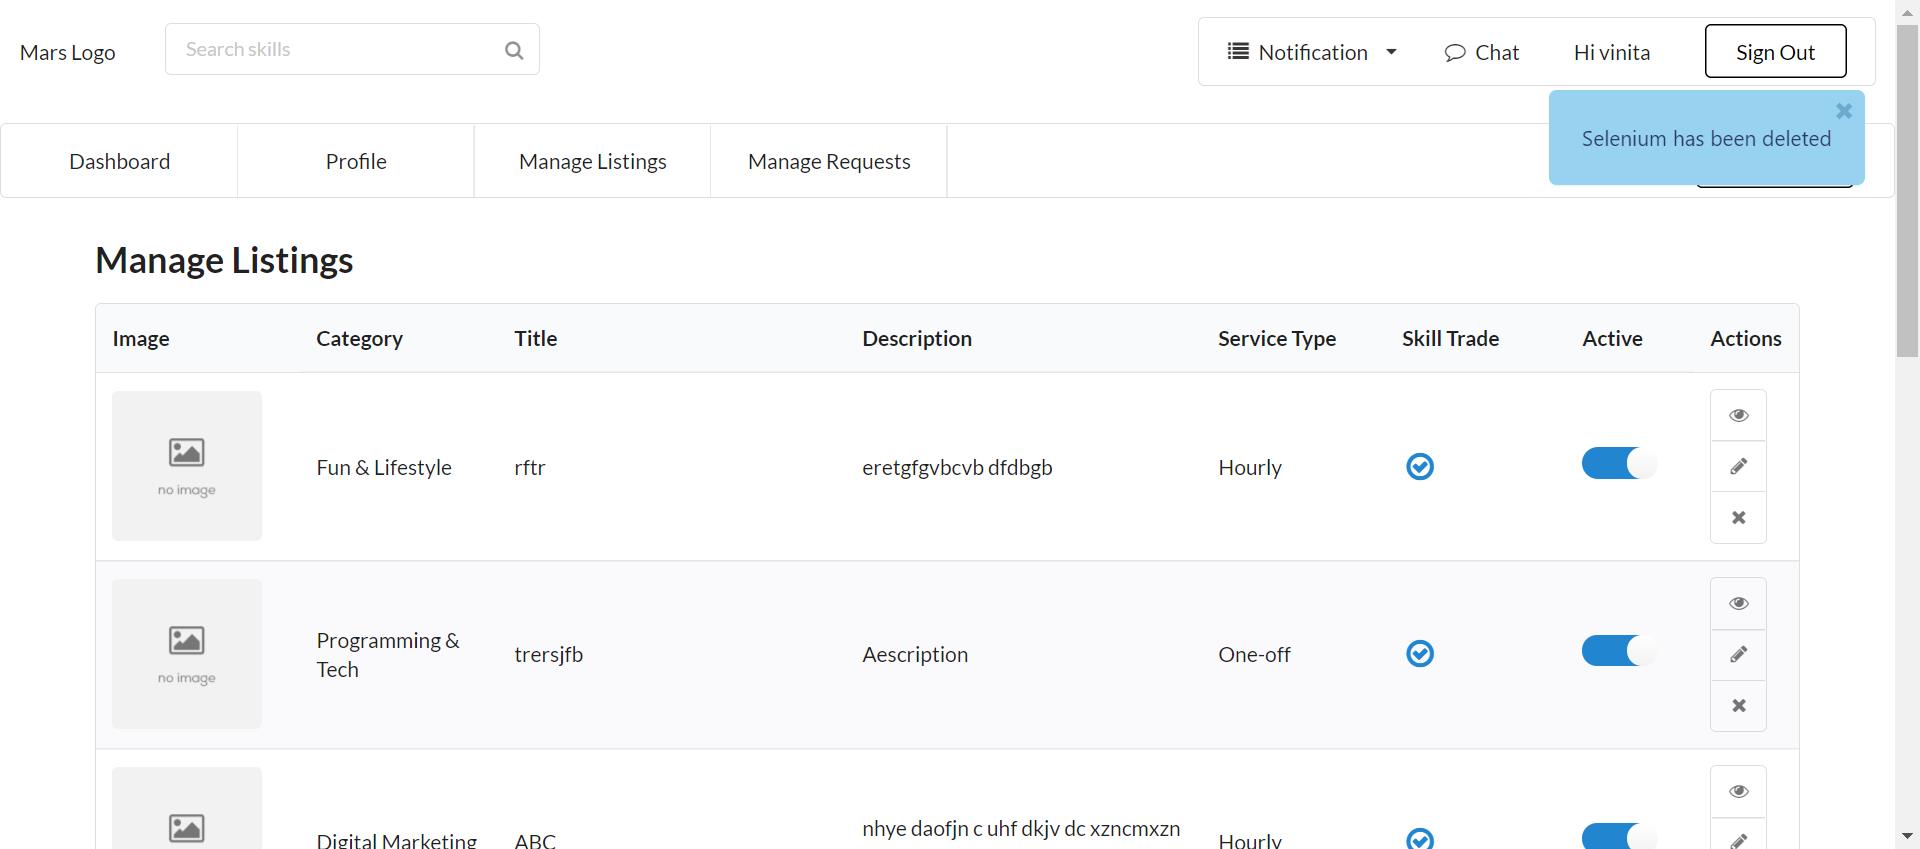 Mars Logo
Search skills
Notification
Chat
Hi vinita
Sign Out
Selenium has been deleted
Dashboard
Profile
Manage Listings
Manage Requests
Manage Listings
Image Category Title Description Service Type Skill Trade Active Actions
no image
Fun & Lifestyle
rftr
eretgfgvbcvb dfdbgb
Hourly
no image
Programming &
Tech
trersjfb
Aescription
One-off
Digital Marketing
ABC
nhye daofjn c uhf dkjv dc xzncmxzn
Hourly